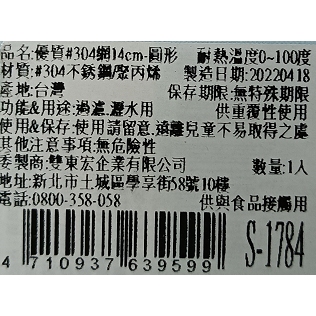 品名:優質#304網14cm-圓形 耐熱溫度0~100度
材質:#304不銹鋼/聚丙烯 製造日期:20220418
產地:台灣 保存期限:無特殊期限
功能&用途:過濾.瀝水用 供重覆性使用
使用&保存:使用請留意.遠離兒童不易取得之處
其他注意事項:無危險性
委製商:雙東宏企業有限公司 數量:1入
地址:新北市土城區學享街58號10樓
電話:0800-358-058 供與食品接觸用
4 710937 639599 S-1784